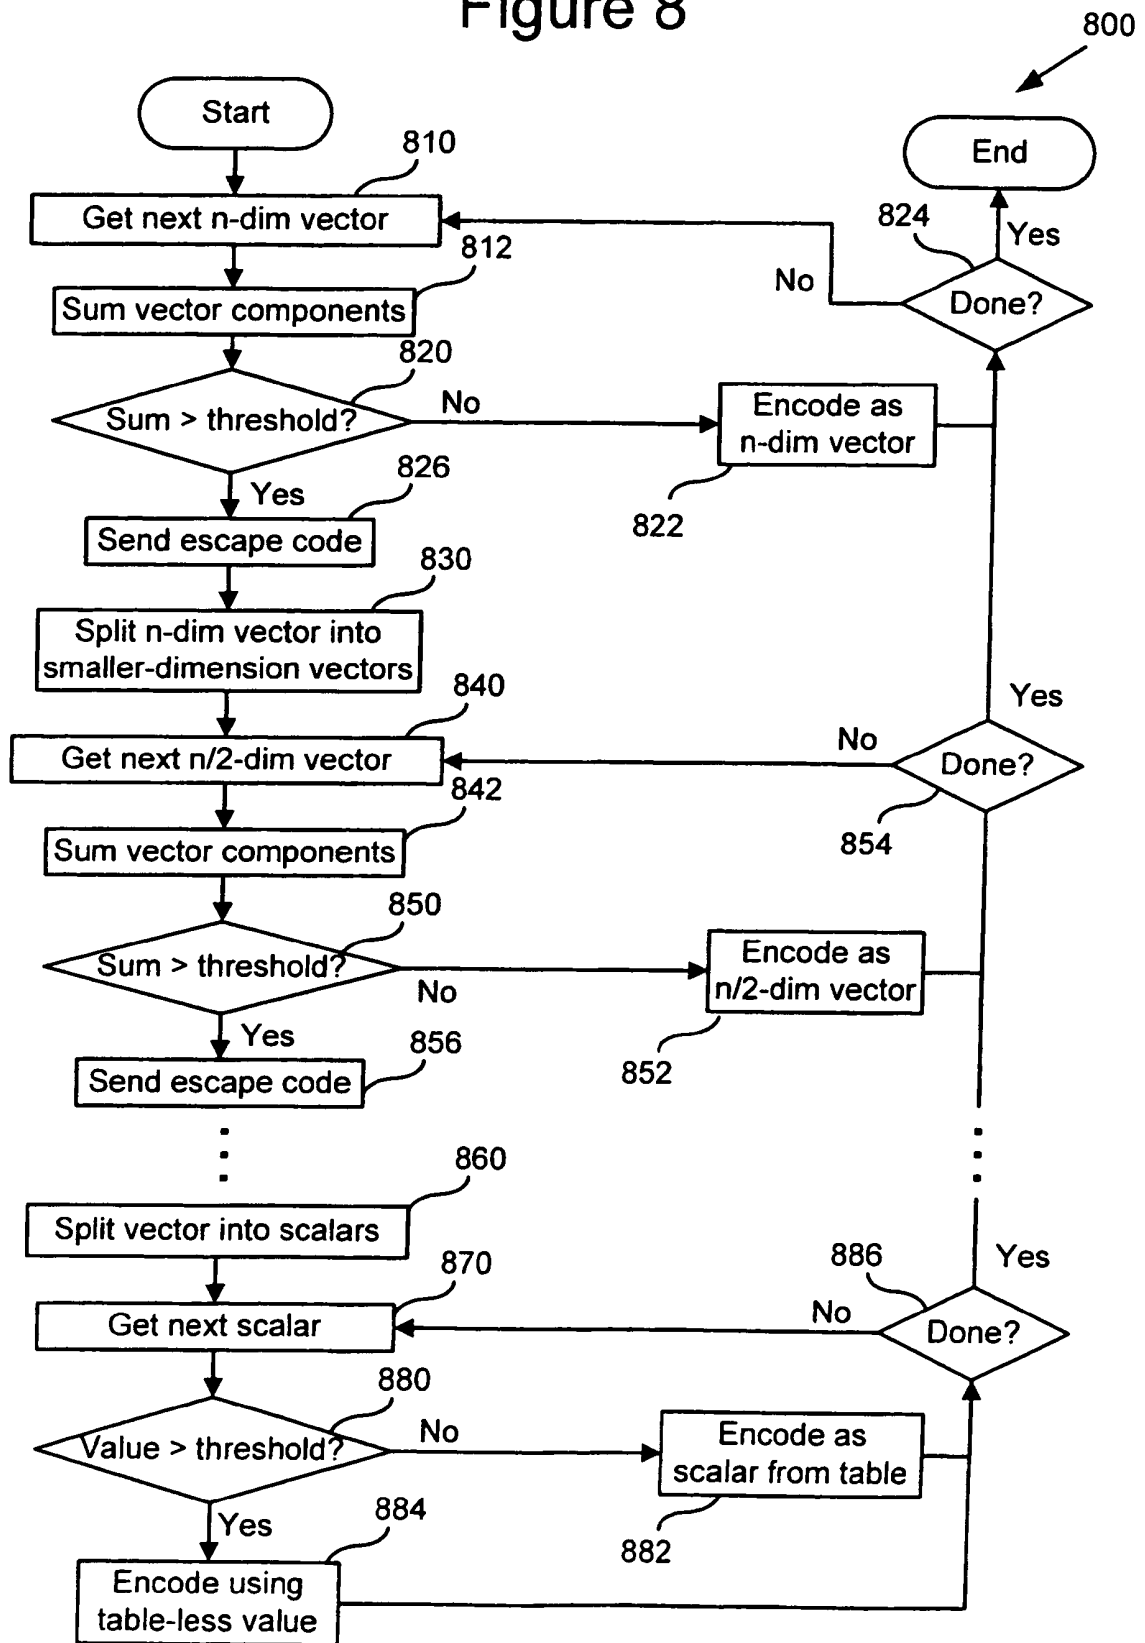 Figure 8
800
Start
End
810
Get next n-dim vector
824
Yes
812
No
Done?
Sum vector components
820
Sum > threshold?
No
Encode as
n-dim vector
822
Yes
826
Send escape code
830
Split n-dim vector into
smaller-dimension vectors
840
Yes
Get next n/2-dim vector
No
Done?
842
854
Sum vector components
850
Sum > threshold?
No
Encode as
n/2-dim vector
852
Yes
856
Send escape code
860
Split vector into scalars
870
886
Yes
Get next scalar
No
Done?
880
Value > threshold?
No
Encode as
scalar from table
882
Yes
884
Encode using
table-less value